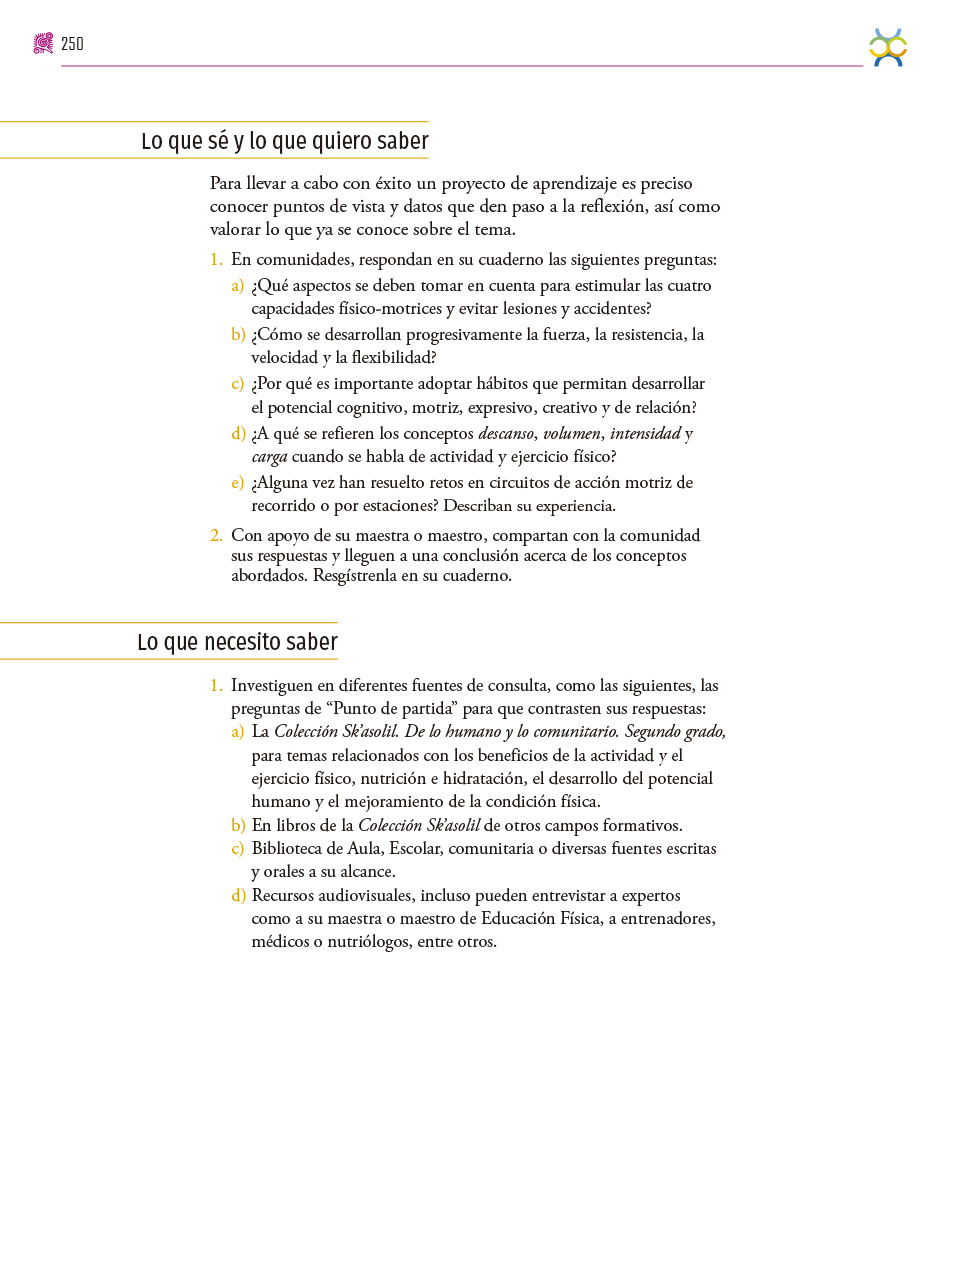 250
Lo que sé y lo que quiero saber
Para llevar a cabo con éxito un proyecto de aprendizaje es preciso
conocer puntos de vista y datos que den paso a la reflexión, así como
valorar lo que ya se conoce sobre el tema.
1. En comunidades, respondan en su cuaderno las siguientes preguntas:
a) ¿Qué aspectos se deben tomar en cuenta para estimular las cuatro
capacidades físico-motrices y evitar lesiones y accidentes?
b) ¿Cómo se desarrollan progresivamente la fuerza, la resistencia, la
velocidad y la flexibilidad?
c) ¿Por qué es importante adoptar hábitos que permitan desarrollar
el potencial cognitivo, motriz, expresivo, creativo y de relación?
d) ¿A qué se refieren los conceptos descanso, volumen, intensidad y
carga cuando se habla de actividad y ejercicio físico?
e) ¿Alguna vez han resuelto retos en circuitos de acción motriz de
recorrido o por estaciones? Describan su experiencia.
2. Con apoyo de su maestra o maestro, compartan con la comunidad
sus respuestas y lleguen a una conclusión acerca de los conceptos
abordados. Resgístrenla en su cuaderno.
Lo que necesito saber
1. Investiguen en diferentes fuentes de consulta, como las siguientes, las
preguntas de “Punto de partida” para que contrasten sus respuestas:
a) La Colección Sk’asolil. De lo humano y lo comunitario. Segundo grado,
para temas relacionados con los beneficios de la actividad y el
ejercicio físico, nutrición e hidratación, el desarrollo del potencial
humano y el mejoramiento de la condición física.
b) En libros de la Colección Sk’asolil de otros campos formativos.
c) Biblioteca de Aula, Escolar, comunitaria o diversas fuentes escritas
y orales a su alcance.
d) Recursos audiovisuales, incluso pueden entrevistar a expertos
como a su maestra o maestro de Educación Física, a entrenadores,
médicos o nutriólogos, entre otros.